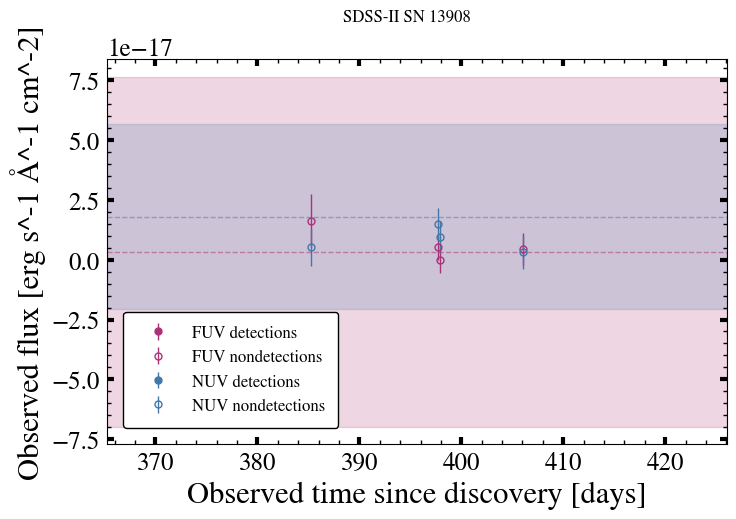 SDSS-II SN 13908
1e−17
Observed flux [erg s^-1 Å^-1 cm^-2]
7.5
5.0
2.5
0.0
−2.5
−5.0
−7.5
FUV detections
FUV nondetections
NUV detections
NUV nondetections
370 380 390 400 410 420
Observed time since discovery [days]